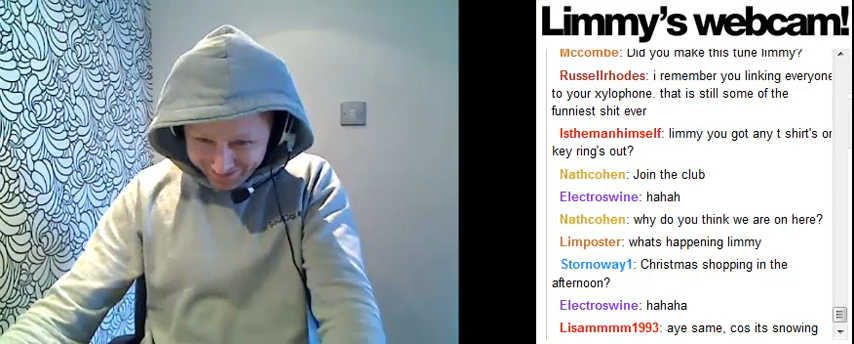 Limmy's webcam!
Mccombe: Did you make this tune limmy?
Russellrhodes: i remember you linking everyone
to your xylophone. that is still some of the
funniest shit ever
Isthemanhimself: limmy you got any t shirt's or
key ring's out?
Nathcohen: Join the club
Electroswine: hahah
Nathcohen: why do you think we are on here?
Limposter: whats happening limmy
Stornoway1: Christmas shopping in the
afternoon?
Electroswine: hahaha
Lisammmm1993: aye same, cos its snowing